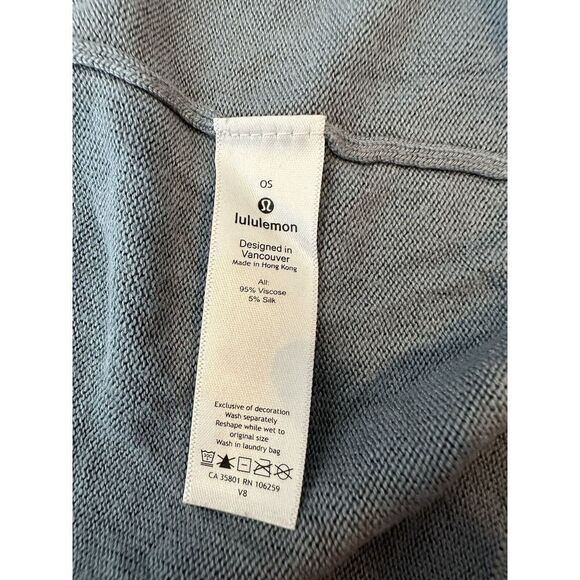 OS
lululemon
Designed in
Vancouver
Made in Hong Kong
All:
95% Viscose
5% Silk
Exclusive of decoration
Wash separately
Reshape while wet to
original size
Wash in laundry bag
CA 35801 RN 106259
V8